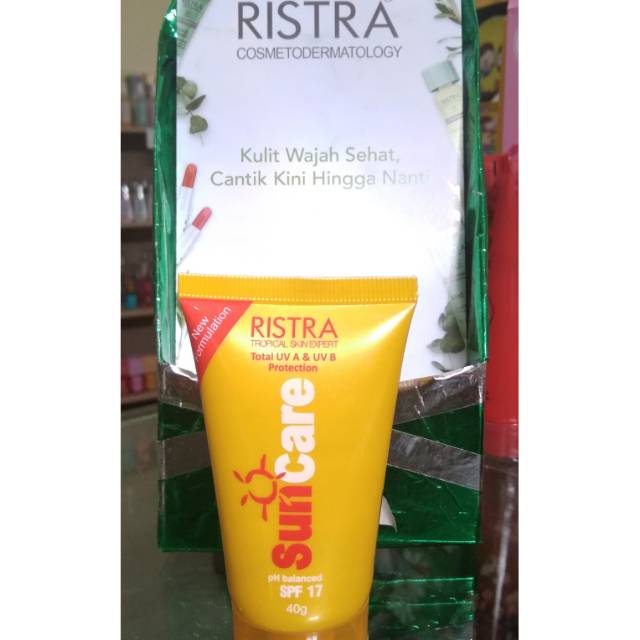 RISTRA
COSMETODERMATOLOGY
Kulit Wajah Sehat,
Cantik Kini Hingga Nanti
New
Formulation
RISTRA
TROPICAL SKIN EXPERT
Total UV A & UV B
Protection
Suncare
pH balanced
SPF 17
40g